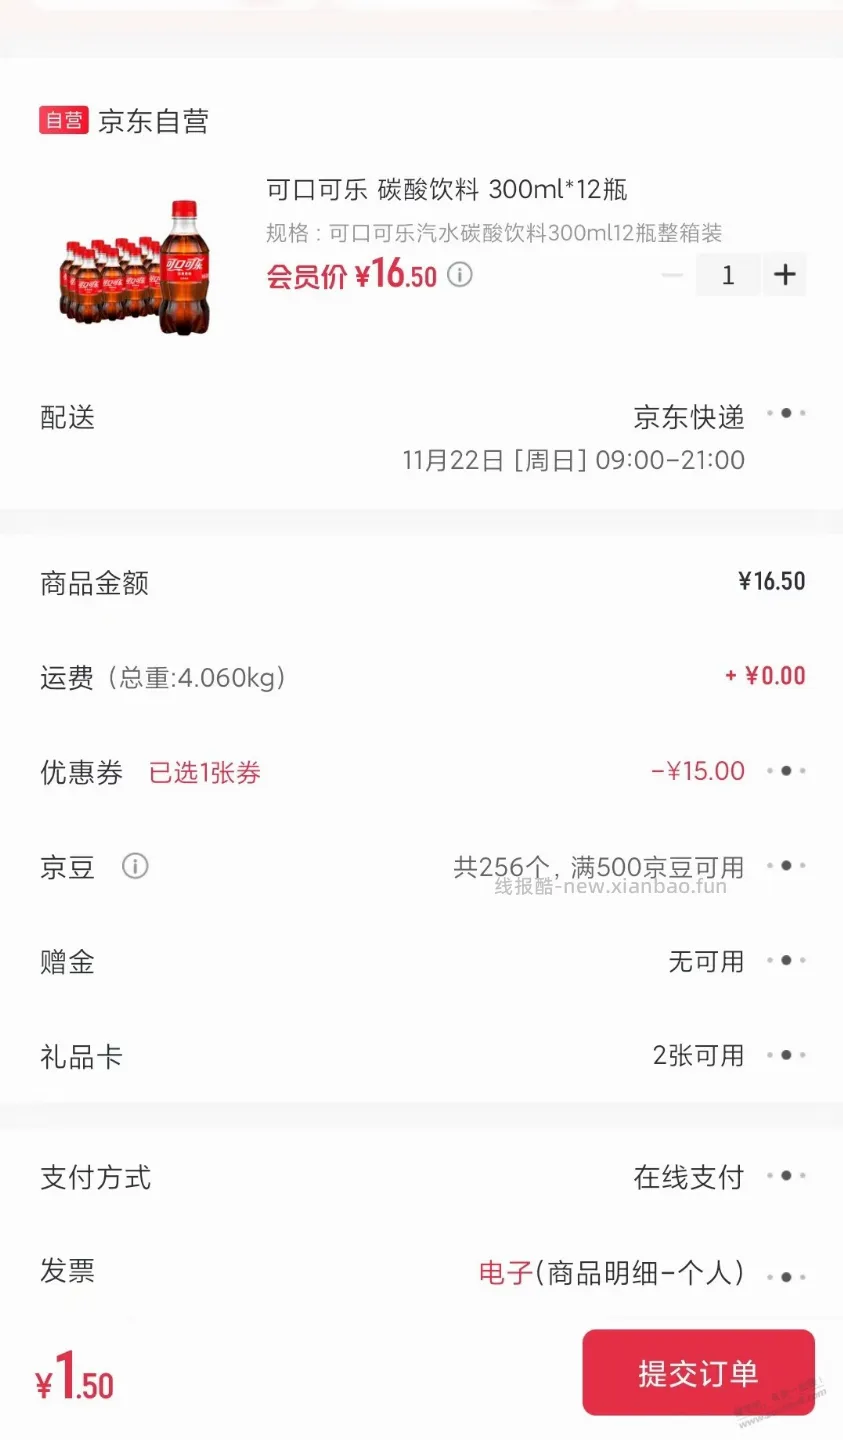 自营 京东自营
可口可乐 碳酸饮料 300ml*12瓶
规格：可口可乐汽水碳酸饮料300ml12瓶整箱装
会员价 ¥16.50
1 +
可口可乐
配送 京东快递
11月22日 [周日] 09:00-21:00
商品金额 ¥16.50
运费（总重:4.060kg） + ¥0.00
优惠券 已选1张券 -¥15.00
京豆 共256个, 满500京豆可用
线报酷-new.xianbao.fun
赠金 无可用
礼品卡 2张可用
支付方式 在线支付
发票 电子(商品明细-个人)
¥1.50 提交订单